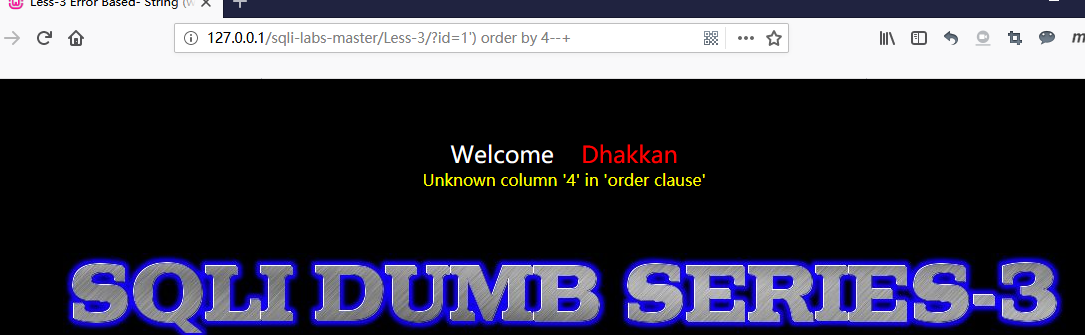 Less-3 Error Based- String (w
127.0.0.1/sqli-labs-master/Less-3/?id=1') order by 4--+
Welcome Dhakkan
Unknown column '4' in 'order clause'
SQLI DUMB SERIES-3